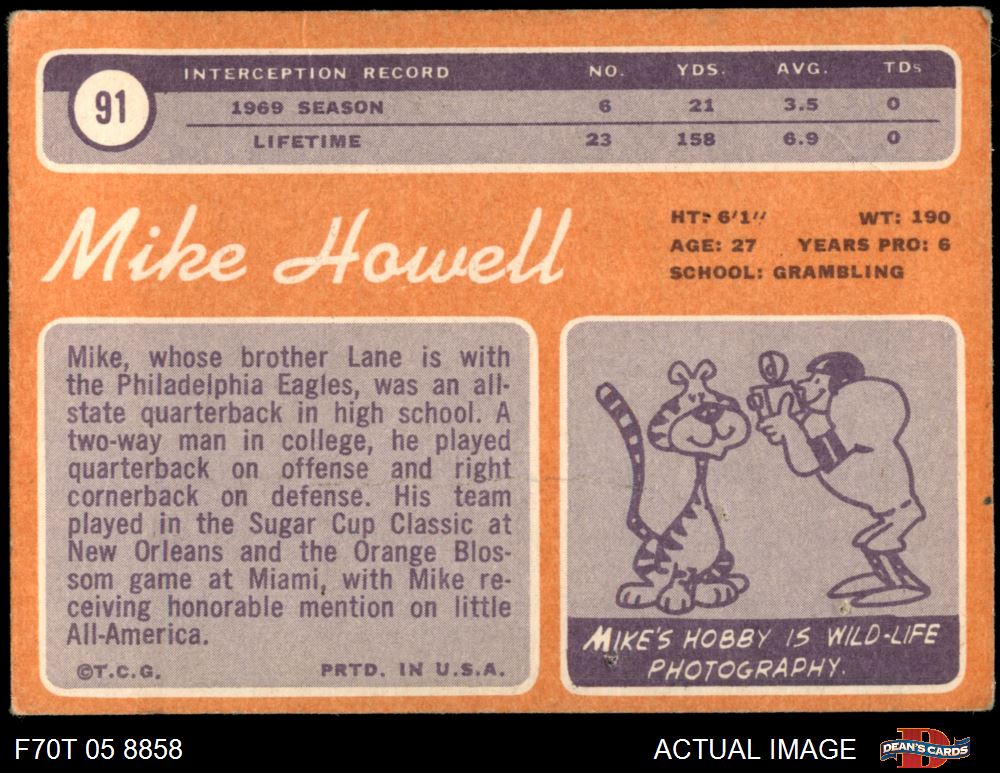 INTERCEPTION RECORD NO. YDS. AVG. TDs
91
1969 SEASON 6 21 3.5 0
LIFETIME 23 158 6.9 0
Mike Howell
HT: 6'1" WT: 190
AGE: 27 YEARS PRO: 6
SCHOOL: GRAMBLING
Mike, whose brother Lane is with
the Philadelphia Eagles, was an all-
state quarterback in high school. A
two-way man in college, he played
quarterback on offense and right
cornerback on defense. His team
played in the Sugar Cup Classic at
New Orleans and the Orange Blos-
som game at Miami, with Mike re-
ceiving honorable mention on little
All-America.
©T.C.G. PRTD. IN U.S.A.
MIKE'S HOBBY IS WILD-LIFE
PHOTOGRAPHY.
F70T 05 8858
ACTUAL IMAGE
DEAN'S CARDS